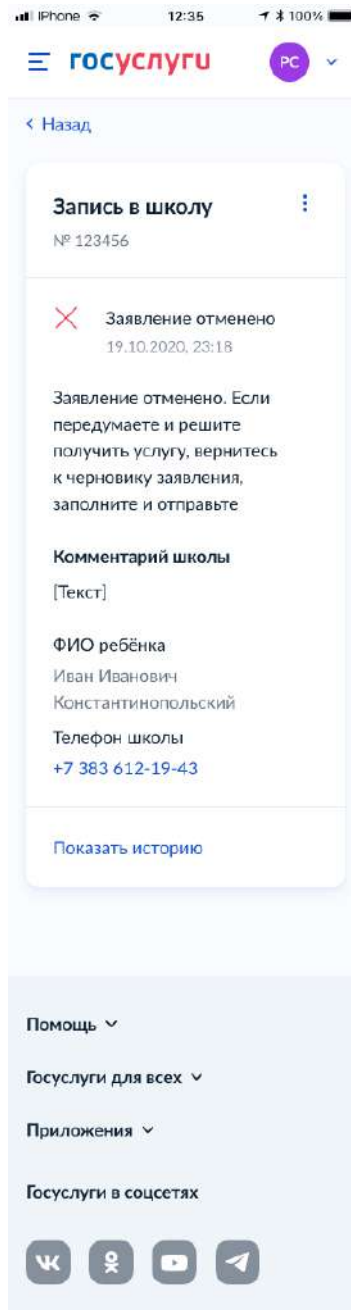 iPhone 12:35 100%
госуслуги РС
Назад
Запись в школу
№ 123456
Заявление отменено
19.10.2020, 23:18
Заявление отменено. Если
передумаете и решите
получить услугу, вернитесь
к черновику заявления,
заполните и отправьте
Комментарий школы
[Текст]
ФИО ребёнка
Иван Иванович
Константинопольский
Телефон школы
+7 383 612-19-43
Показать историю
Помощь
Госуслуги для всех
Приложения
Госуслуги в соцсетях